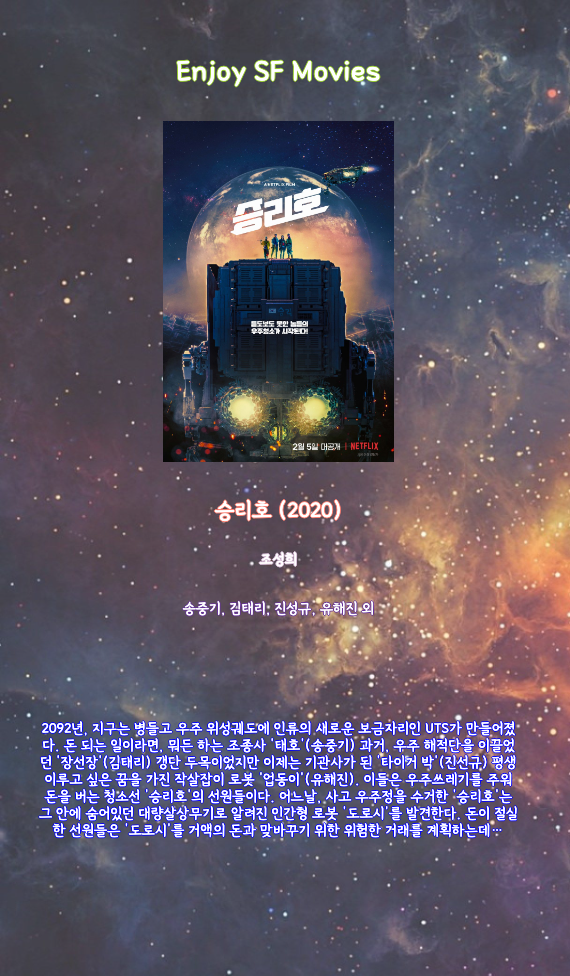 Enjoy SF Movies
A NETFLIX FILM
승리호
듣도보도 못한 놈들의
우주청소가 시작된다!
2월 5일 대공개 | NETFLIX
승리호 (2020)
조성희
송중기, 김태리, 진성규, 유해진 외
2092년, 지구는 병들고 우주 위성궤도에 인류의 새로운 보금자리인 UTS가 만들어졌
다. 돈 되는 일이라면, 뭐든 하는 조종사 '태호'(송중기) 과거, 우주 해적단을 이끌었
던 '장선장'(김태리) 갱단 두목이었지만 이제는 기관사가 된 '타이거 박'(진선규) 평생
이루고 싶은 꿈을 가진 작살잡이 로봇 '업동이'(유해진). 이들은 우주쓰레기를 주워
돈을 버는 청소선 '승리호'의 선원들이다. 어느날, 사고 우주정을 수거한 '승리호'는
그 안에 숨어있던 대량살상무기로 알려진 인간형 로봇 '도로시'를 발견한다. 돈이 절실
한 선원들은 '도로시'를 거액의 돈과 맞바꾸기 위한 위험한 거래를 계획하는데…